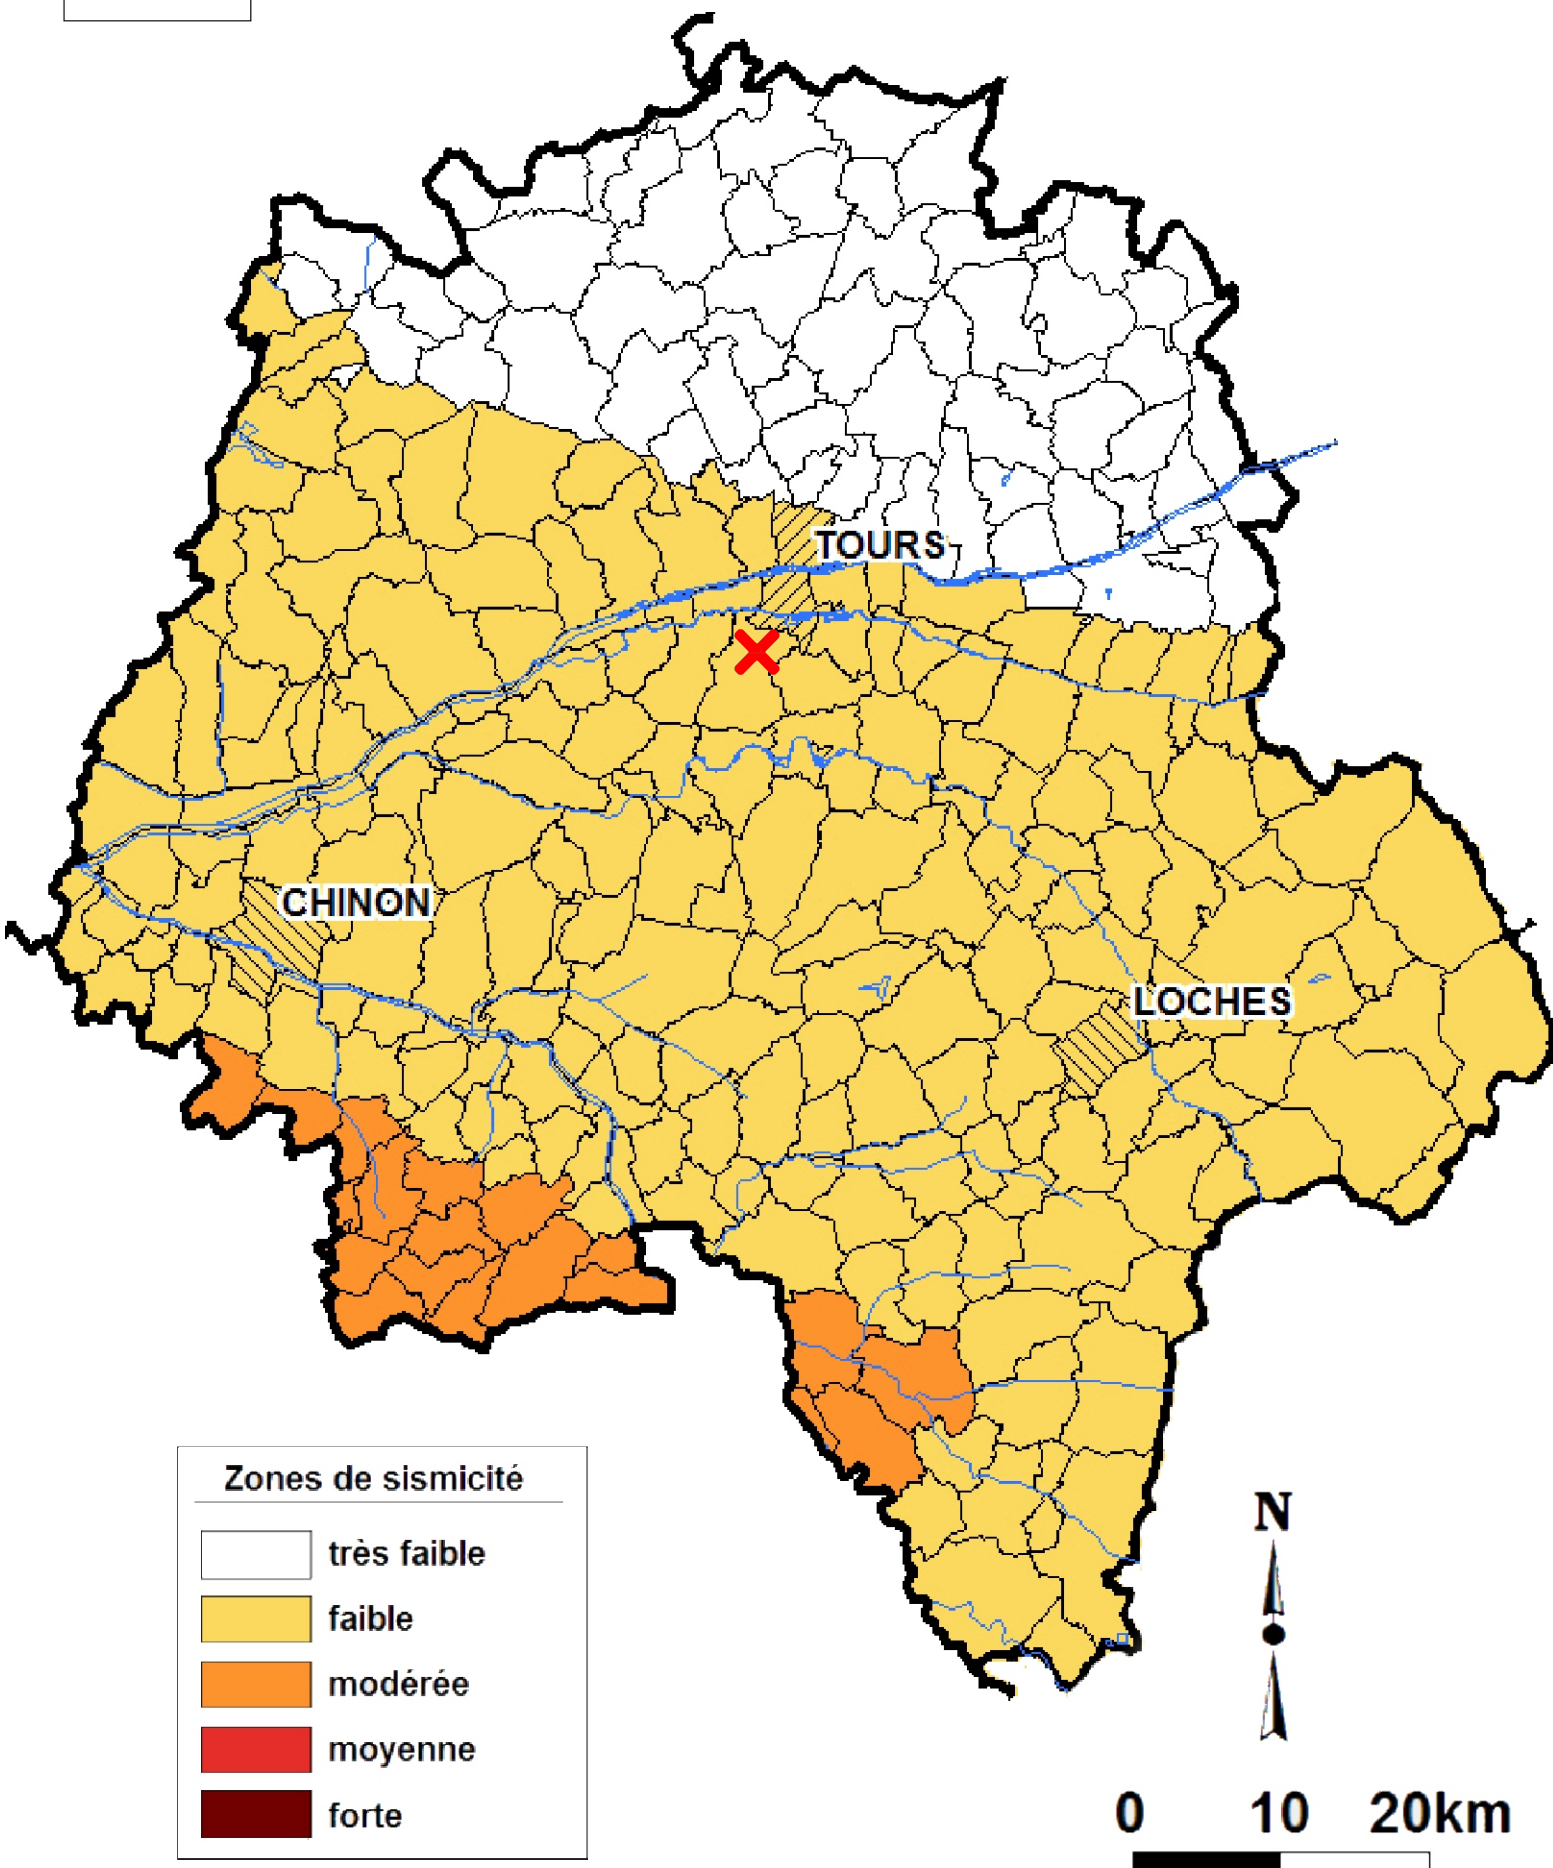 TOURS
CHINON
LOCHES
Zones de sismicité
très faible
faible
modérée
moyenne
forte
N
0 10 20km